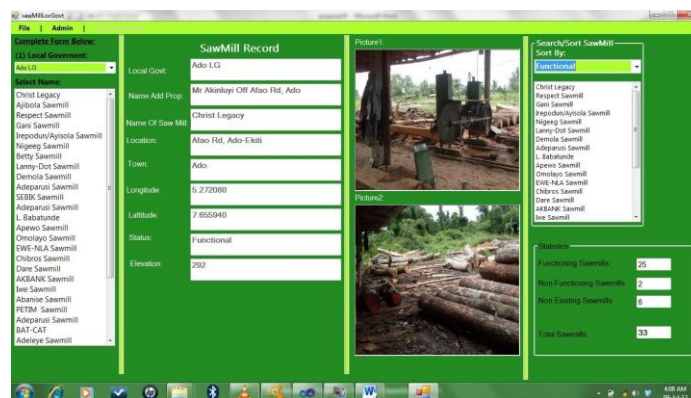 sawMillLocGovt
File | Admin |
Complete Form Below:
(1) Local Goverment:
Ado LG
Select Name:
Christ Legacy
Ajibola Sawmill
Respect Sawmill
Gani Sawmill
Irepodun/Ayisola Sawmill
Nigeeg Sawmill
Betty Sawmill
Lanny-Dot Sawmill
Demola Sawmill
Adeparusi Sawmill
SEBIK Sawmill
Adeparusi Sawmill
L. Babatunde
Apewo Sawmill
Omolayo Sawmill
EWE-NLA Sawmill
Chibros Sawmill
Dare Sawmill
AKBANK Sawmill
Iwe Sawmill
Abanise Sawmill
PETIM Sawmill
Adeparusi Sawmill
BAT-CAT
Adeleye Sawmill
SawMill Record
Local Govt: Ado LG
Name Add Prop: Mr Akinluyi Off Afao Rd, Ado
Name Of Saw Mill: Christ Legacy
Location: Afao Rd, Ado-Ekiti
Town: Ado
Longitude: 5.272080
Lattitude: 7.655940
Status: Functional
Elevation: 292
Picture1:
Picture2:
Search/Sort SawMill
Sort By:
Functional
Christ Legacy
Respect Sawmill
Gani Sawmill
Irepodun/Ayisola Sawmill
Nigeeg Sawmill
Lanny-Dot Sawmill
Demola Sawmill
Adeparusi Sawmill
L. Babatunde
Apewo Sawmill
Omolayo Sawmill
EWE-NLA Sawmill
Chibros Sawmill
Dare Sawmill
AKBANK Sawmill
Iwe Sawmill
Statistics
Functioning Sawmills 25
Non Functioning Sawmills 2
Non Existing Sawmills 6
Total Sawmills 33
4:08 AM